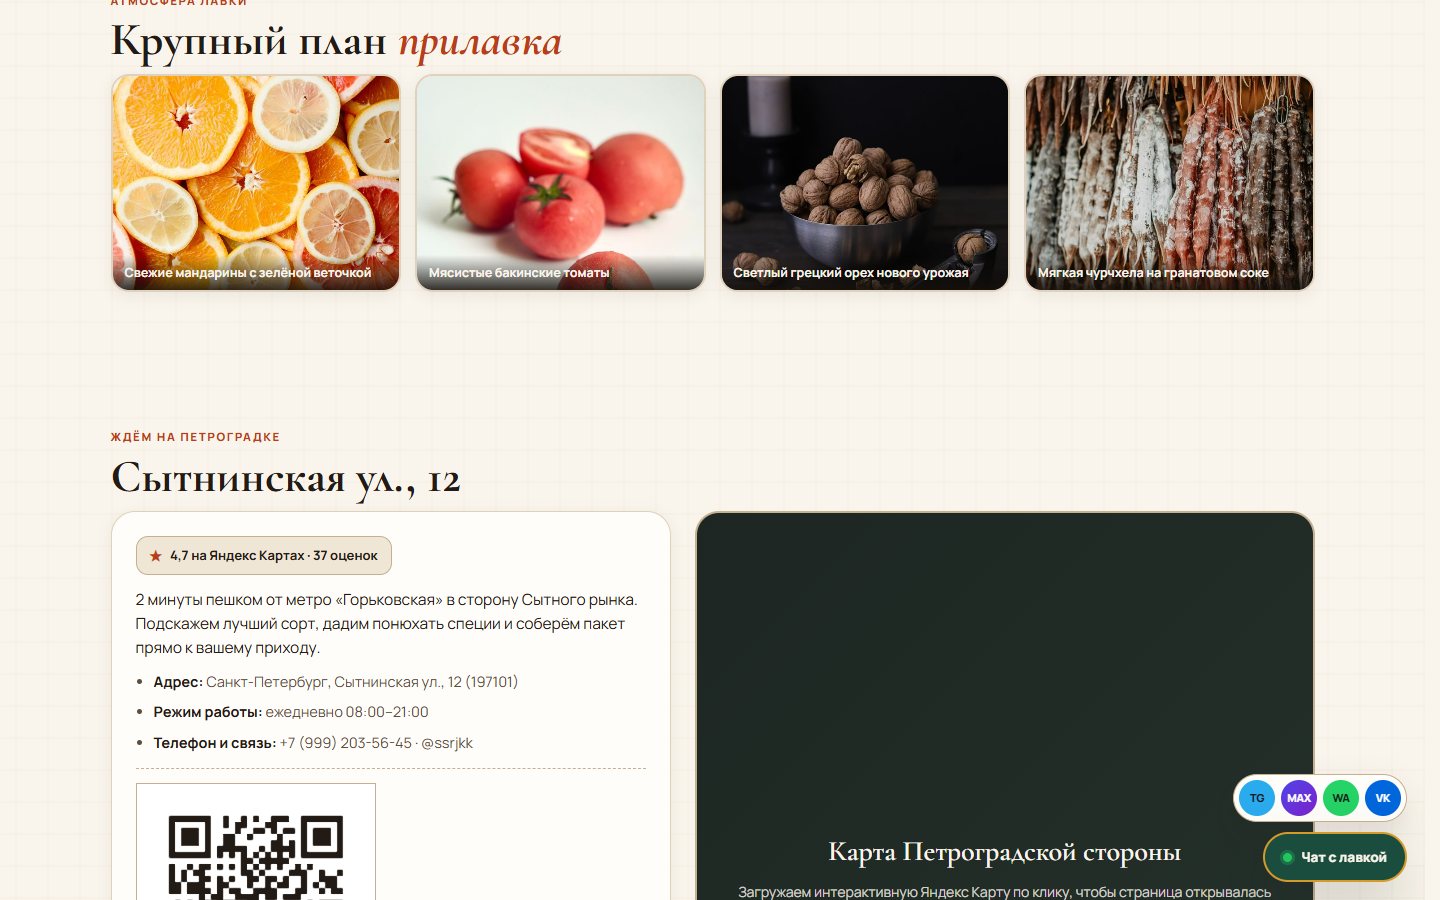 АТМОСФЕРА ЛАВКИ
Крупный план прилавка
Свежие мандарины с зелёной веточкой
Мясистые бакинские томаты
Светлый грецкий орех нового урожая
Мягкая чурчхела на гранатовом соке
ЖДЁМ НА ПЕТРОГРАДКЕ
Сытнинская ул., 12
★ 4,7 на Яндекс Картах · 37 оценок
2 минуты пешком от метро «Горьковская» в сторону Сытного рынка.
Подскажем лучший сорт, дадим понюхать специи и соберём пакет
прямо к вашему приходу.
• Адрес: Санкт-Петербург, Сытнинская ул., 12 (197101)
• Режим работы: ежедневно 08:00–21:00
• Телефон и связь: +7 (999) 203-56-45 · @ssrjkk
Карта Петроградской стороны
Загружаем интерактивную Яндекс Карту по клику, чтобы страница открывалась
TG MAX WA VK
Чат с лавкой